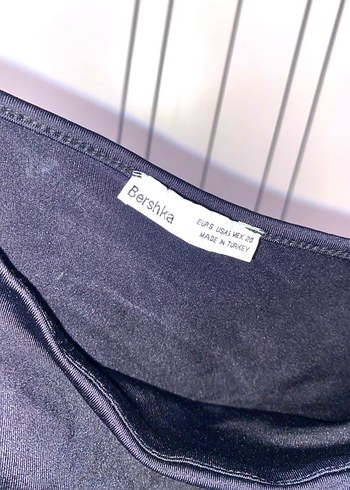 Bershka
EUR S USA S MEX 26
MADE IN TURKEY